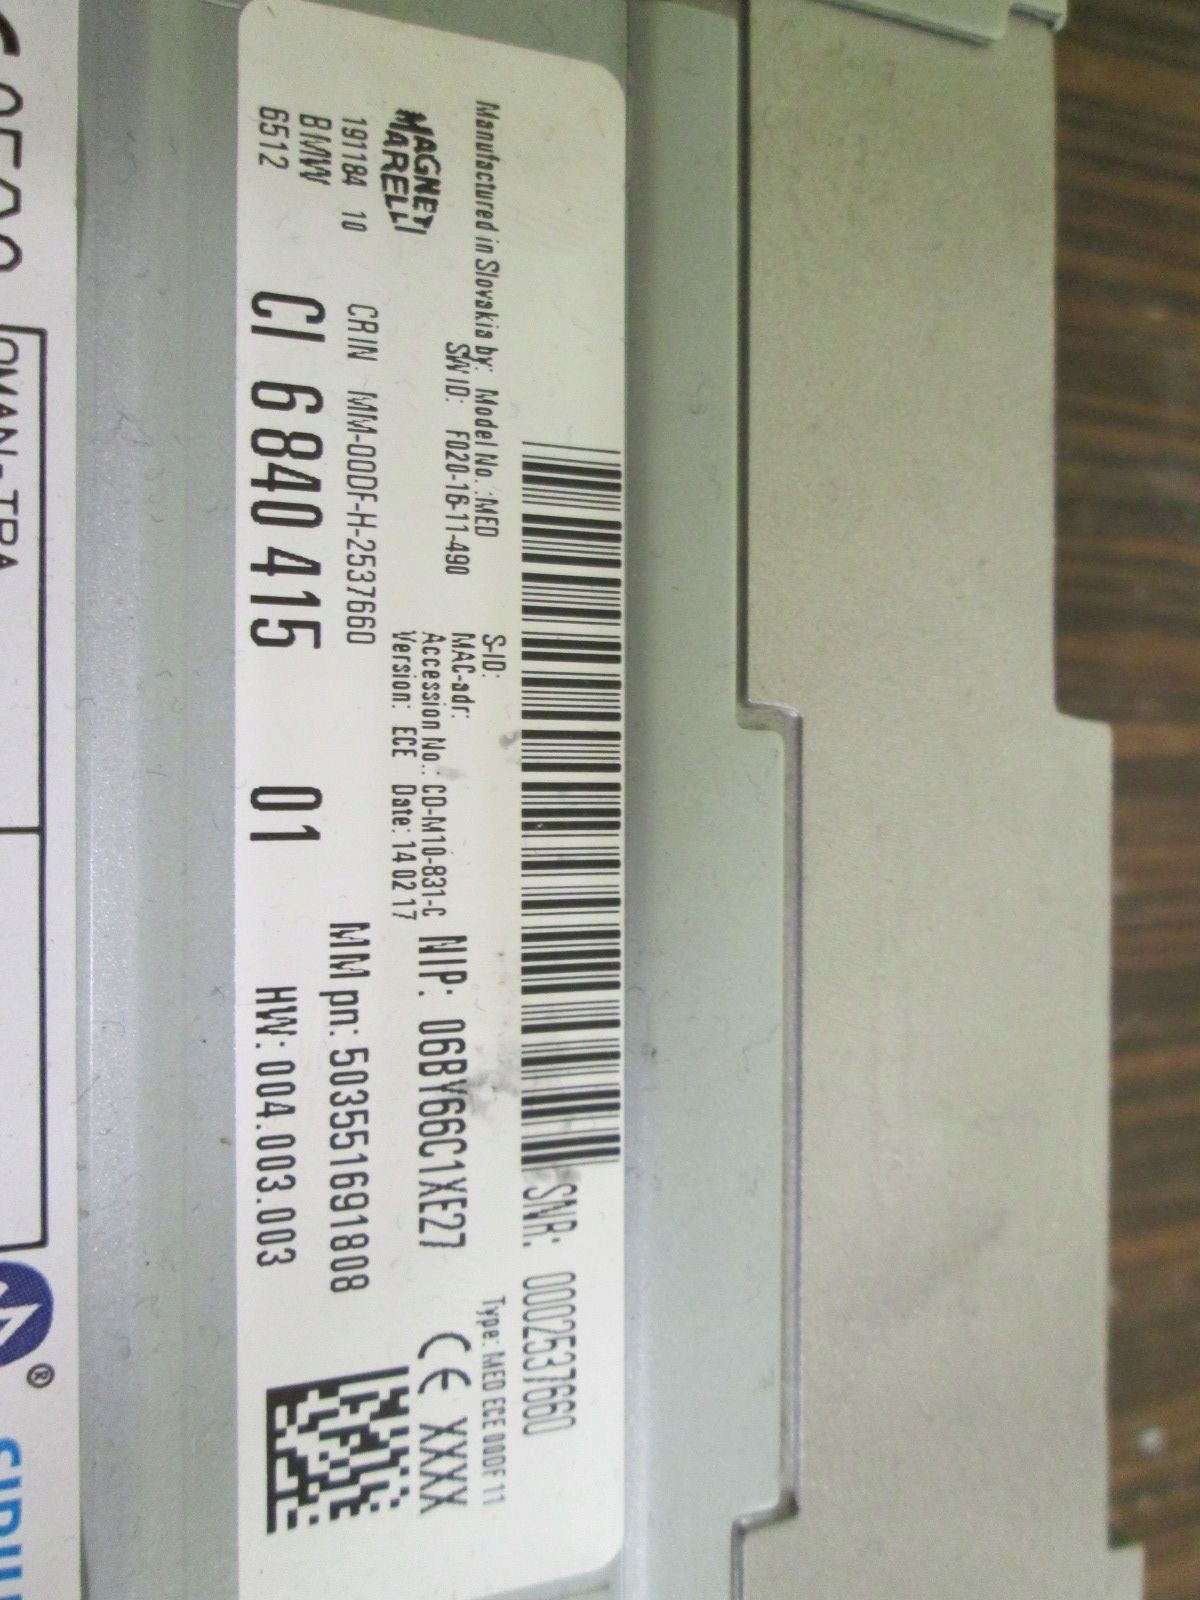 SNR: 0002537660
Manufactured in Slovakia by: Model No. :MED
S-ID:
Type: MED ECE 00DF 11
SW ID: F020-16-11-490
MAC-adr:
MAGNETI
MARELLI
Accession No.: CD-M10-831-C
NIP: 06BY66C1XE27
CE XXXX
Version: ECE Date: 14 02 17
191184 10
CRIN MM-00DF-H-2537660
MM pn: 503551691808
BMW
6512
CI 6 840 415 01
HW: 004.003.003
OMAN - TRA
®